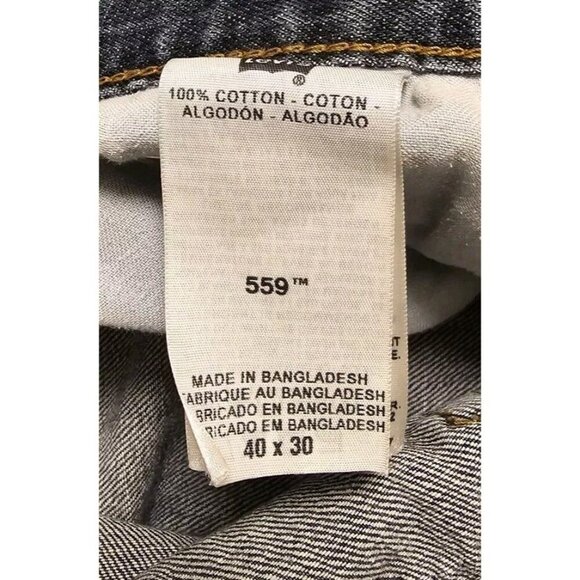 ®
100% COTTON - COTON -
ALGODÓN - ALGODÃO
559™
MADE IN BANGLADESH
FABRIQUE AU BANGLADESH
BRICADO EN BANGLADESH
BRICADO EM BANGLADESH
40 x 30